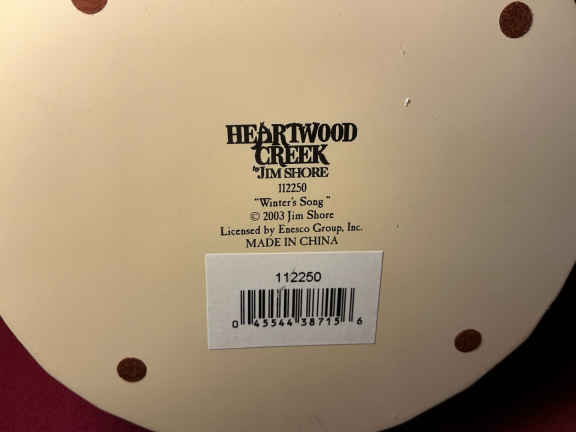 HEARTWOOD
CREEK
by JIM SHORE
112250
"Winter's Song"
© 2003 Jim Shore
Licensed by Enesco Group, Inc.
MADE IN CHINA
112250
0 45544 38715 6